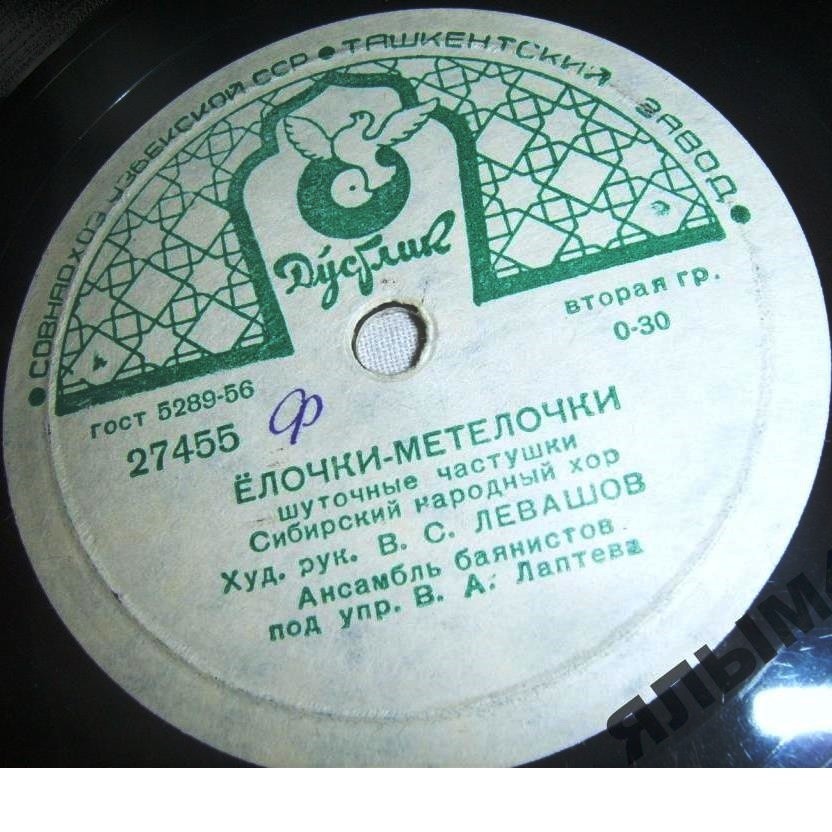 СОВНАРХОЗ УЗБЕКСКОЙ ССР • ТАШКЕНТСКИЙ ЗАВОД
Дўстлик
вторая гр.
0-30
гост 5289-56
27455 Ф
ЁЛОЧКИ-МЕТЕЛОЧКИ
шуточные частушки
Сибирский народный хор
Худ. рук. В. С. ЛЕВАШОВ
Ансамбль баянистов
под упр. В. А. Лаптева
ЯЛЫМ